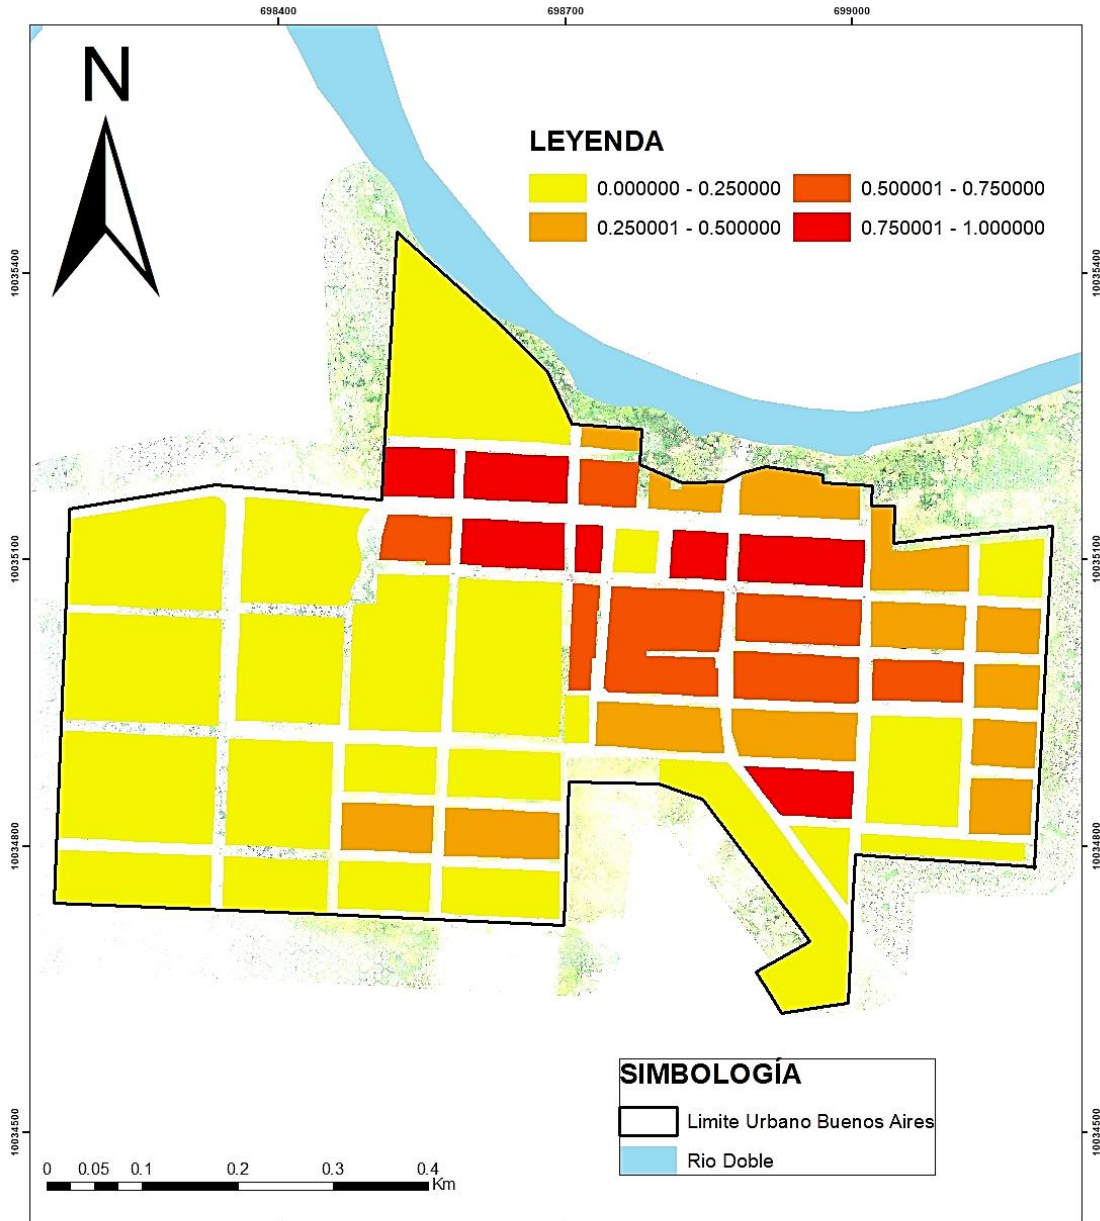 698400 698700 699000
N
LEYENDA
0.000000 - 0.250000 0.500001 - 0.750000
0.250001 - 0.500000 0.750001 - 1.000000
10035400 10035400
10035100 10035100
10034800 10034800
SIMBOLOGÍA
Limite Urbano Buenos Aires
Rio Doble
10034500 10034500
0 0.05 0.1 0.2 0.3 0.4
Km